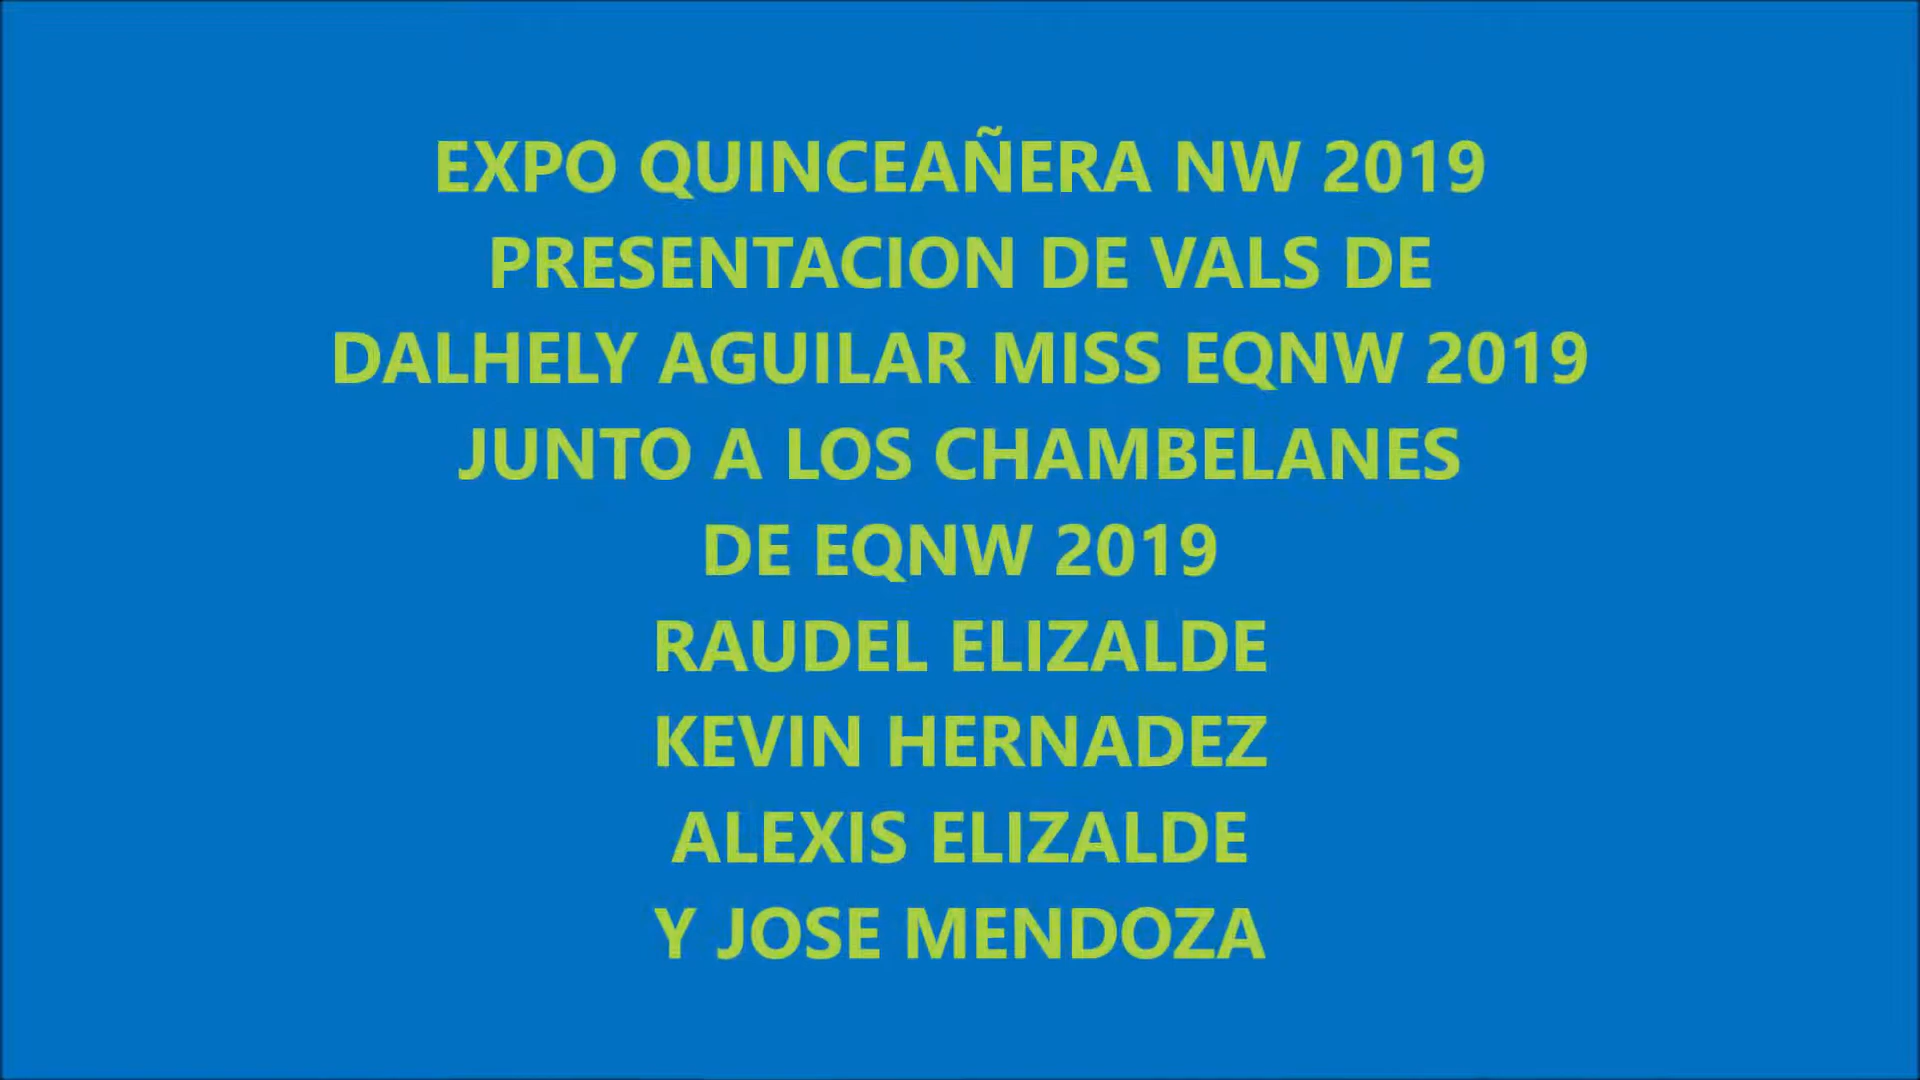 EXPO QUINCEAÑERA NW 2019
PRESENTACION DE VALS DE
DALHELY AGUILAR MISS EQNW 2019
JUNTO A LOS CHAMBELANES
DE EQNW 2019
RAUDEL ELIZALDE
KEVIN HERNADEZ
ALEXIS ELIZALDE
Y JOSE MENDOZA